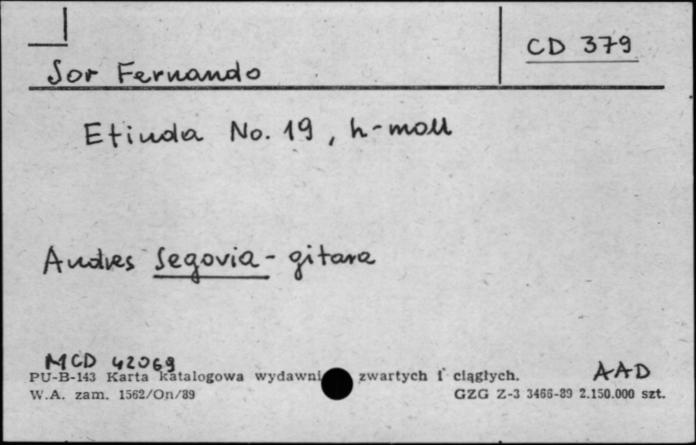 CD 379
Sor Fernando
Etiuda No. 19, h-moll
Andres Segovia - gitara
MCD 42069
AAD
PU-B-143 Karta katalogowa wydawni zwartych i ciągłych.
W.A. zam. 1562/On/89 GZG Z-3 3466-89 2.150.000 szt.